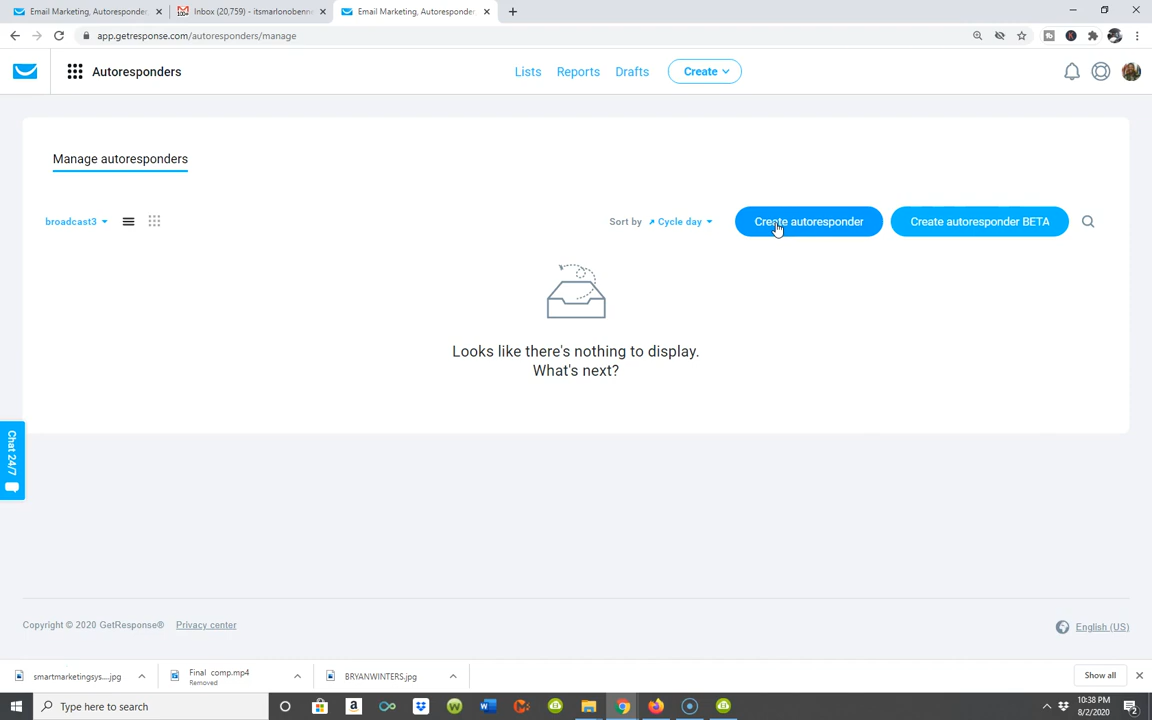 Email Marketing, Autoresponder
Inbox (20,759) - itsmarlonobenne
Email Marketing, Autoresponder
app.getresponse.com/autoresponders/manage
Autoresponders
Lists
Reports
Drafts
Create
Manage autoresponders
broadcast3
Sort by
Cycle day
Create autoresponder
Create autoresponder BETA
Looks like there's nothing to display.
What's next?
Chat 24/7
Copyright © 2020 GetResponse®
Privacy center
English (US)
smartmarketingsys....jpg
Final comp.mp4
Removed
BRYANWINTERS.jpg
Show all
Type here to search
10:38 PM
8/2/2020